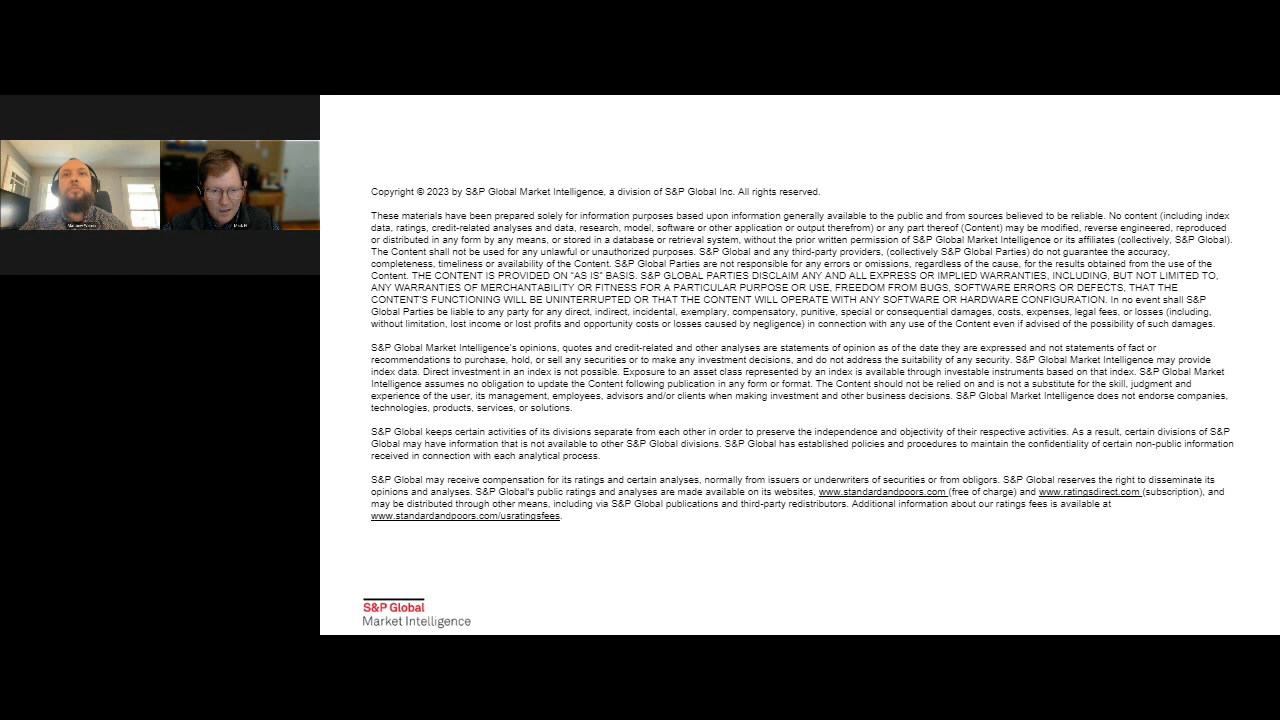 Copyright © 2023 by S&P Global Market Intelligence, a division of S&P Global Inc. All rights reserved.
These materials have been prepared solely for information purposes based upon information generally available to the public and from sources believed to be reliable. No content (including index
data, ratings, credit-related analyses and data, research, model, software or other application or output therefrom) or any part thereof (Content) may be modified, reverse engineered, reproduced
or distributed in any form by any means, or stored in a database or retrieval system, without the prior written permission of S&P Global Market Intelligence or its affiliates (collectively, S&P Global).
The Content shall not be used for any unlawful or unauthorized purposes. S&P Global and any third-party providers, (collectively S&P Global Parties) do not guarantee the accuracy,
completeness, timeliness or availability of the Content. S&P Global Parties are not responsible for any errors or omissions, regardless of the cause, for the results obtained from the use of the
Content. THE CONTENT IS PROVIDED ON "AS IS" BASIS. S&P GLOBAL PARTIES DISCLAIM ANY AND ALL EXPRESS OR IMPLIED WARRANTIES, INCLUDING, BUT NOT LIMITED TO,
ANY WARRANTIES OF MERCHANTABILITY OR FITNESS FOR A PARTICULAR PURPOSE OR USE, FREEDOM FROM BUGS, SOFTWARE ERRORS OR DEFECTS, THAT THE
CONTENT'S FUNCTIONING WILL BE UNINTERRUPTED OR THAT THE CONTENT WILL OPERATE WITH ANY SOFTWARE OR HARDWARE CONFIGURATION. In no event shall S&P
Global Parties be liable to any party for any direct, indirect, incidental, exemplary, compensatory, punitive, special or consequential damages, costs, expenses, legal fees, or losses (including,
without limitation, lost income or lost profits and opportunity costs or losses caused by negligence) in connection with any use of the Content even if advised of the possibility of such damages.
S&P Global Market Intelligence's opinions, quotes and credit-related and other analyses are statements of opinion as of the date they are expressed and not statements of fact or
recommendations to purchase, hold, or sell any securities or to make any investment decisions, and do not address the suitability of any security. S&P Global Market Intelligence may provide
index data. Direct investment in an index is not possible. Exposure to an asset class represented by an index is available through investable instruments based on that index. S&P Global Market
Intelligence assumes no obligation to update the Content following publication in any form or format. The Content should not be relied on and is not a substitute for the skill, judgment and
experience of the user, its management, employees, advisors and/or clients when making investment and other business decisions. S&P Global Market Intelligence does not endorse companies,
technologies, products, services, or solutions.
S&P Global keeps certain activities of its divisions separate from each other in order to preserve the independence and objectivity of their respective activities. As a result, certain divisions of S&P
Global may have information that is not available to other S&P Global divisions. S&P Global has established policies and procedures to maintain the confidentiality of certain non-public information
received in connection with each analytical process.
S&P Global may receive compensation for its ratings and certain analyses, normally from issuers or underwriters of securities or from obligors. S&P Global reserves the right to disseminate its
opinions and analyses. S&P Global's public ratings and analyses are made available on its websites, www.standardandpoors.com (free of charge) and www.ratingsdirect.com (subscription), and
may be distributed through other means, including via S&P Global publications and third-party redistributors. Additional information about our ratings fees is available at
www.standardandpoors.com/usratingsfees.
S&P Global
Market Intelligence